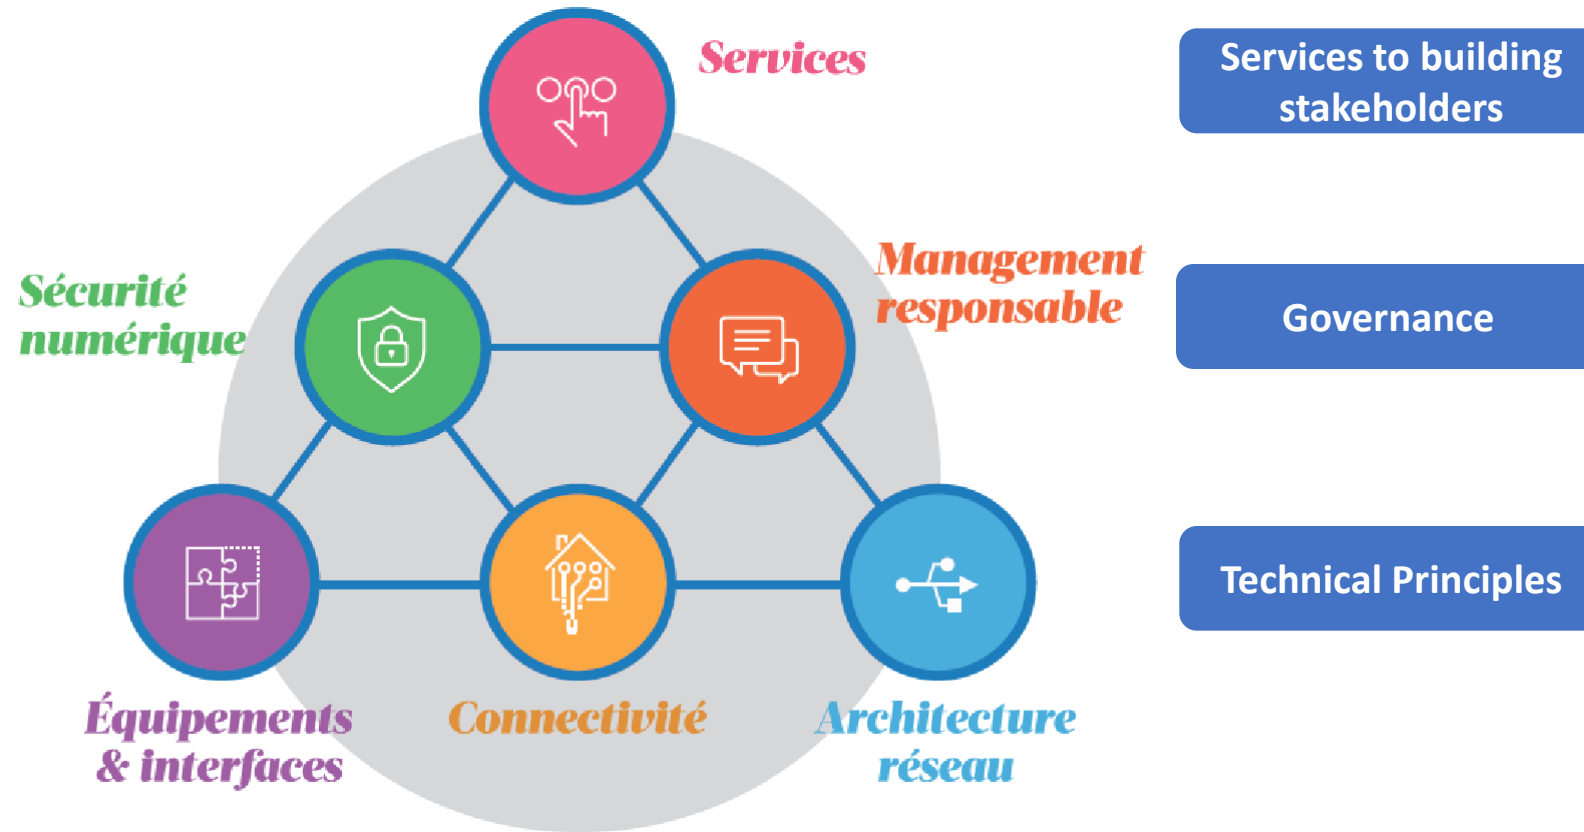 Services
Services to building
stakeholders
Sécurité
numérique
Management
responsable
Governance
Équipements
& interfaces
Connectivité
Architecture
réseau
Technical Principles